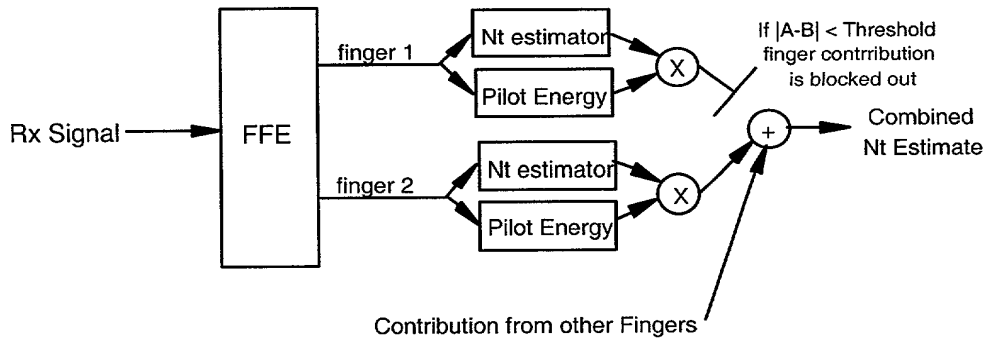 If |A-B| < Threshold
finger contrribution
is blocked out
Nt estimator
finger 1
X
Pilot Energy
Rx Signal
FFE
+
Combined
Nt Estimate
Nt estimator
finger 2
X
Pilot Energy
Contribution from other Fingers